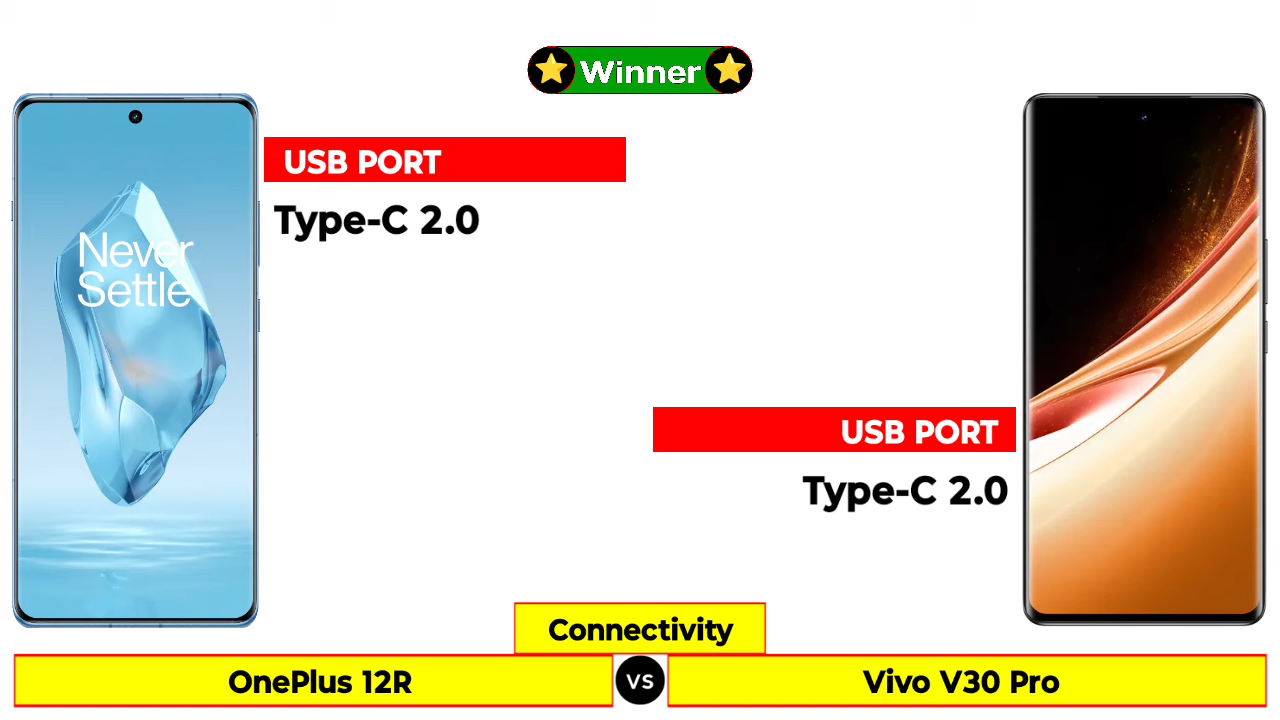 Winner
Never
Settle
USB PORT
Type-C 2.0
USB PORT
Type-C 2.0
Connectivity
OnePlus 12R
VS
Vivo V30 Pro